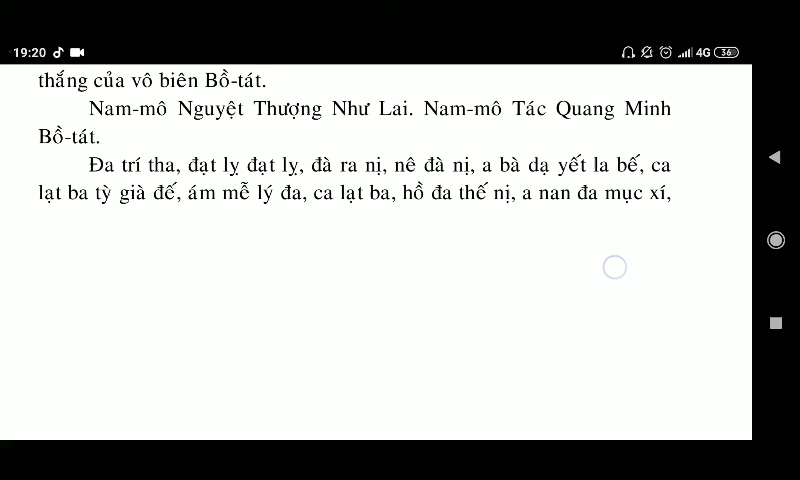 19:20 4G 36
thắng của vô biên Bồ-tát.
Nam-mô Nguyệt Thượng Như Lai. Nam-mô Tác Quang Minh
Bồ-tát.
Đa trí tha, đạt lỵ đạt lỵ, đà ra nị, nê đà nị, a bà dạ yết la bế, ca
lạt ba tỳ già đế, ám mễ lý đa, ca lạt ba, hồ đa thế nị, a nan đa mục xí,